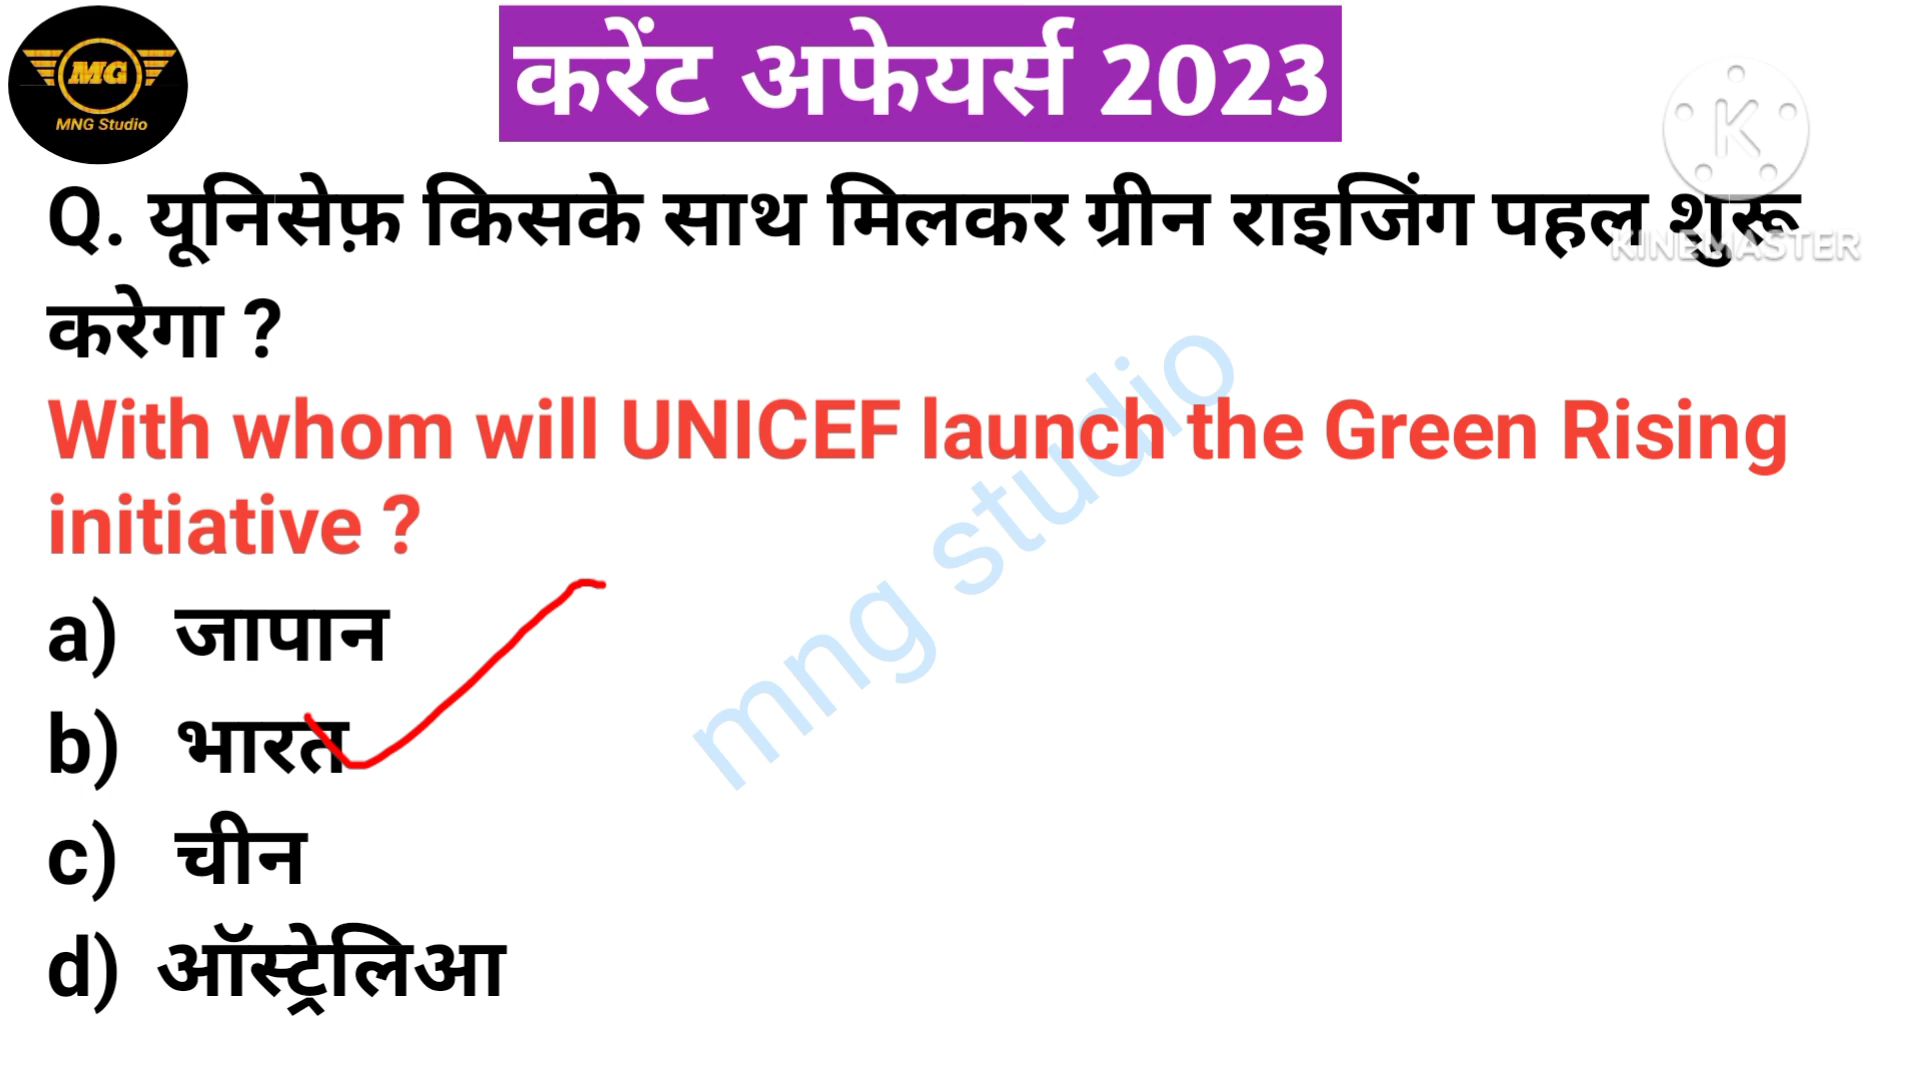 MG
MNG Studio
करेंट अफेयर्स 2023
K
KINEMASTER
Q. यूनिसेफ़ किसके साथ मिलकर ग्रीन राइजिंग पहल शुरू
करेगा ?
With whom will UNICEF launch the Green Rising
initiative ?
a) जापान
b) भारत
c) चीन
d) ऑस्ट्रेलिआ
mng studio